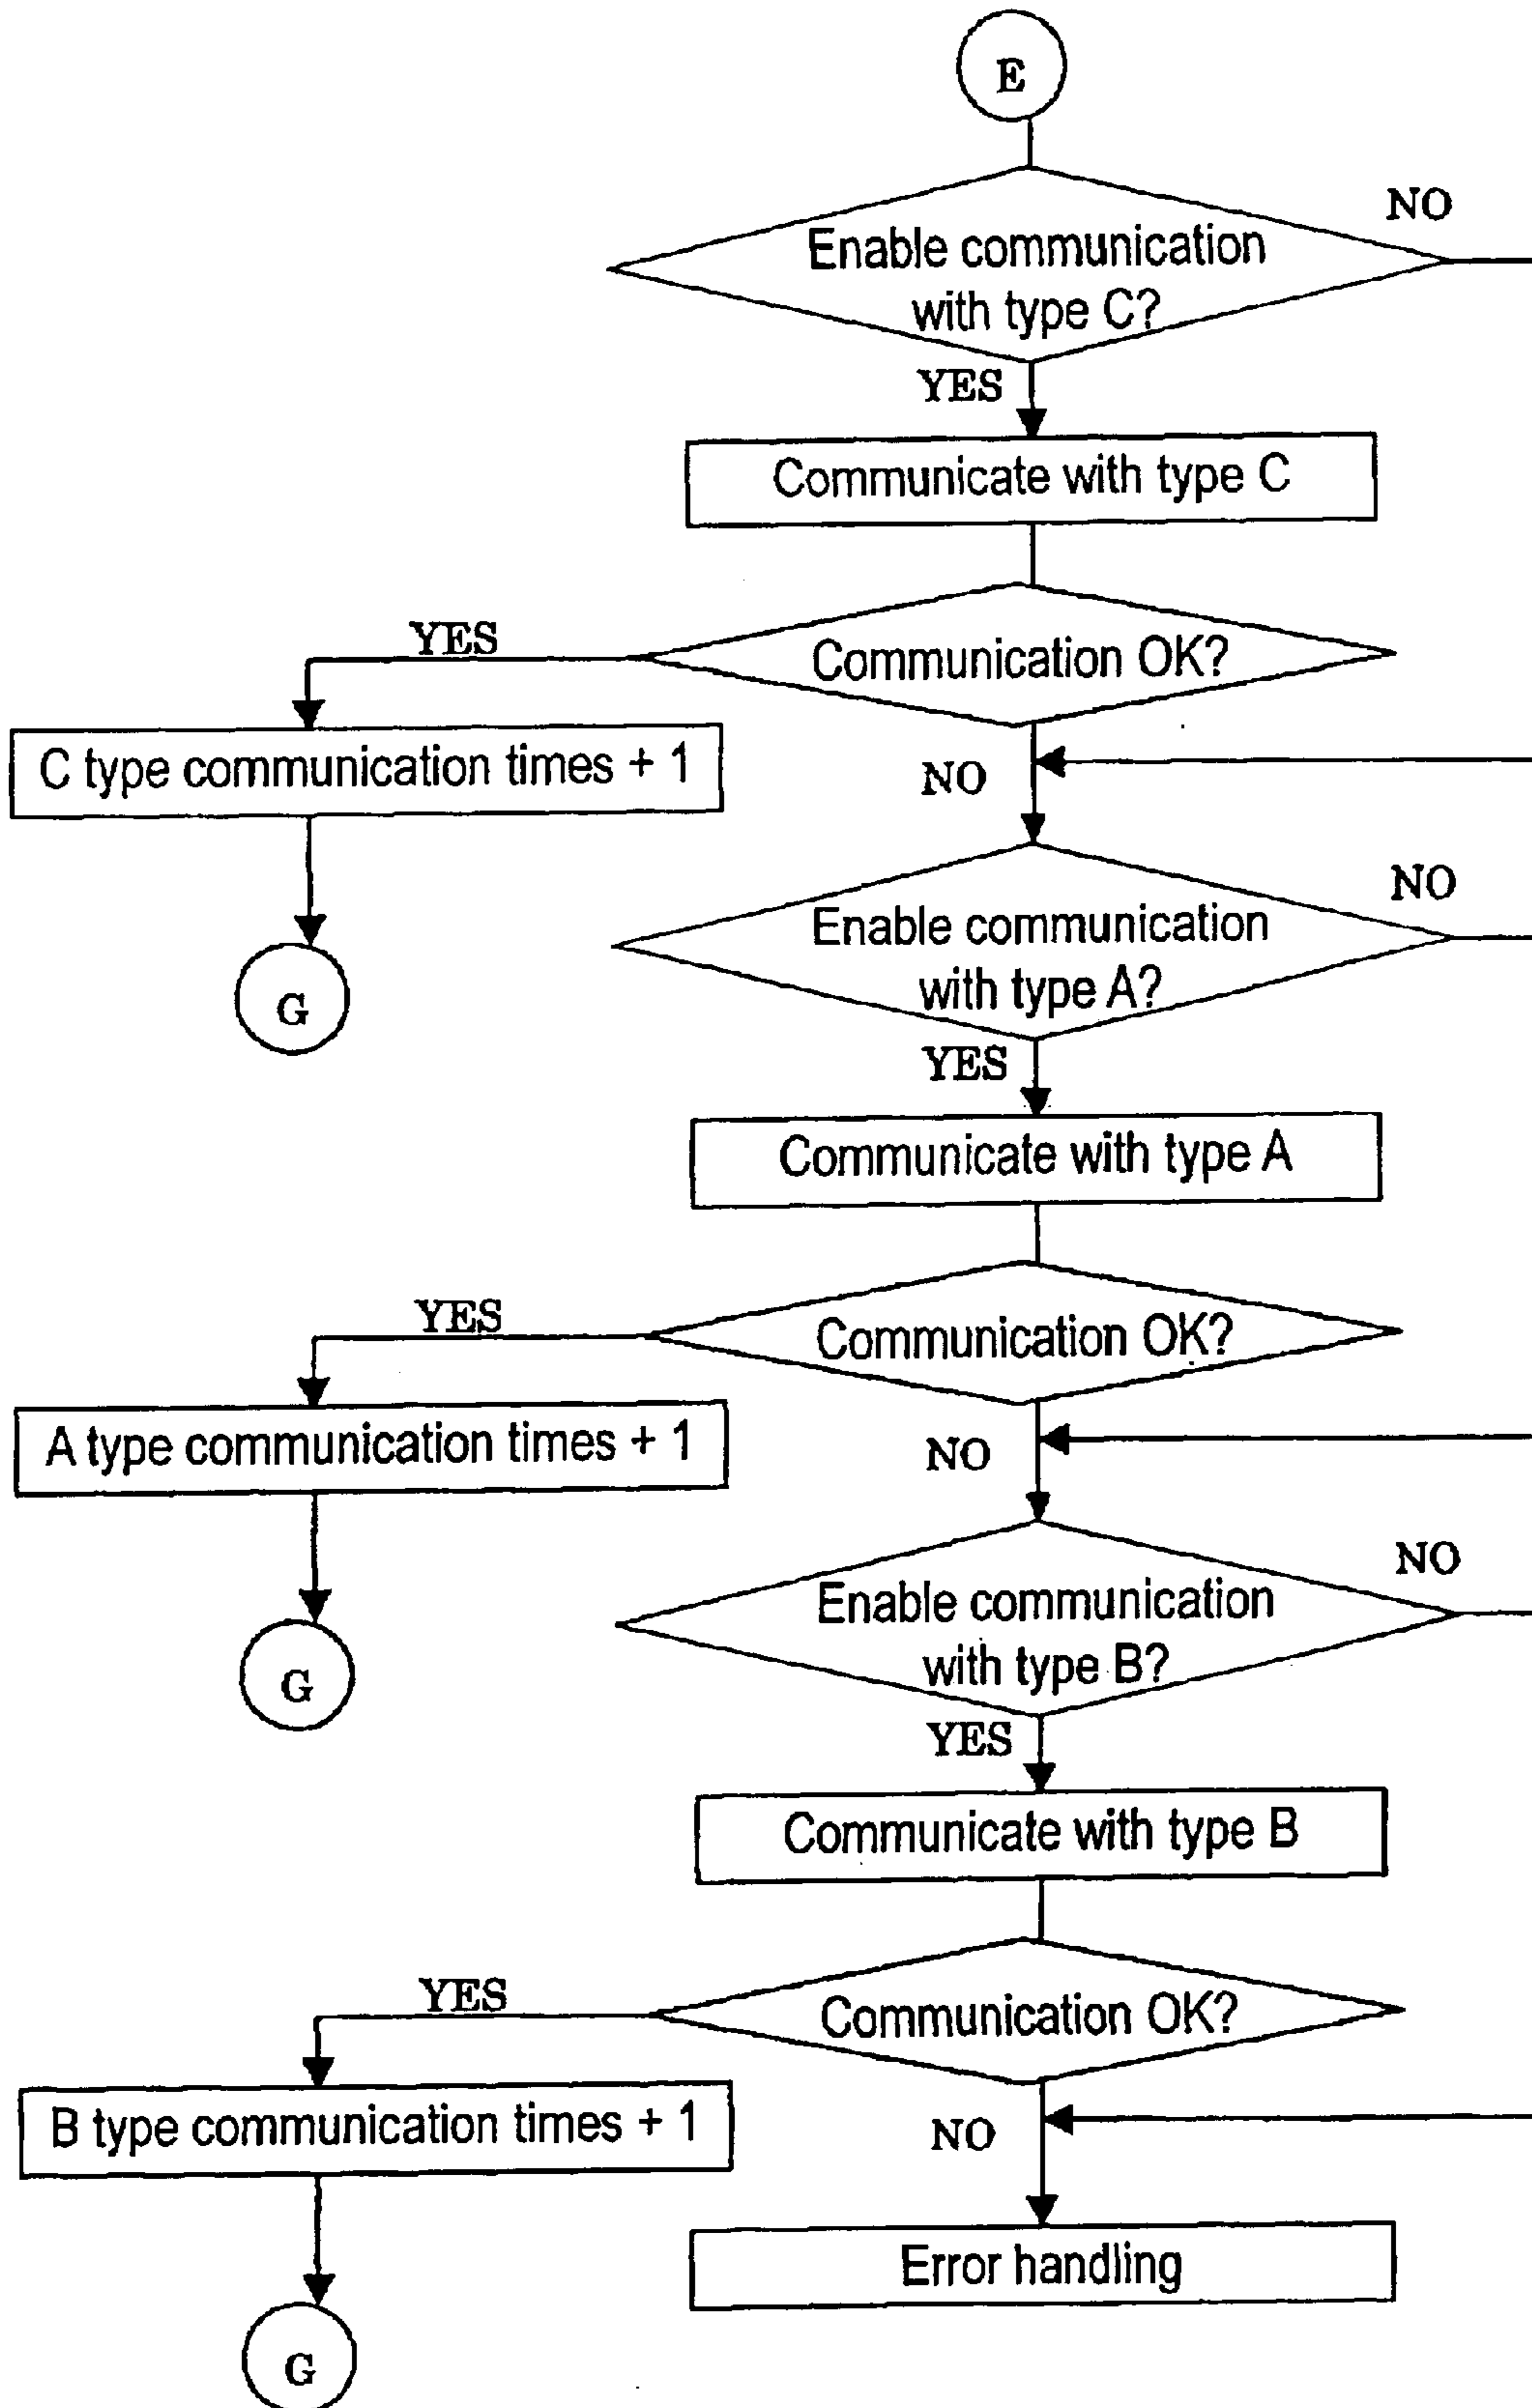 E
NO
Enable communication
with type C?
YES
Communicate with type C
YES
Communication OK?
C type communication times + 1
NO
NO
Enable communication
with type A?
G
YES
Communicate with type A
YES
Communication OK?
A type communication times + 1
NO
NO
Enable communication
with type B?
G
YES
Communicate with type B
YES
Communication OK?
B type communication times + 1
NO
Error handling
G